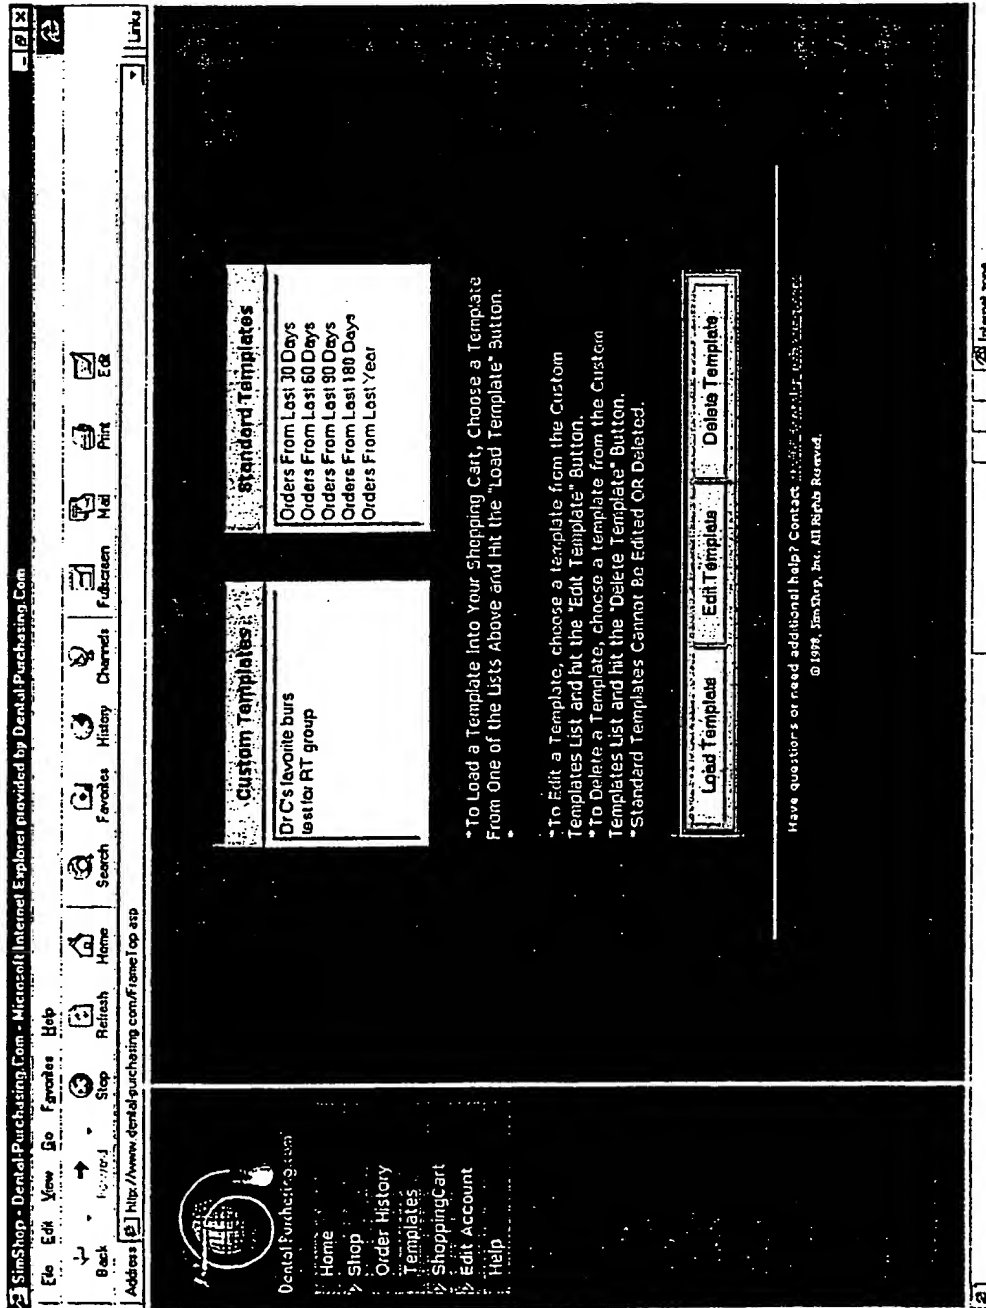 SimShop - Dental-Purchasing.Com - Microsoft Internet Explorer provided by Dental-Purchasing.Com
File Edit View Go Favorites Help
Back Stop Refresh Home Search Favorites History Channels Fullscreen Mail Print Edit
Address http://www.dental-purchasing.com/FrameTop.asp Links
Dental Purchasing.com
Home
Shop
Order History
Templates
ShoppingCart
Edit Account
Help
Custom Templates
Dr C's favorite burs
test for RT group
Standard Templates
Orders From Last 30 Days
Orders From Last 60 Days
Orders From Last 90 Days
Orders From Last 180 Days
Orders From Last Year
*To Load a Template Into Your Shopping Cart, Choose a Template
From One of the Lists Above and Hit the "Load Template" Button.
*
*To Edit a Template, choose a template from the Custom
Templates List and hit the "Edit Template" Button.
*To Delete a Template, choose a template from the Custom
Templates List and hit the "Delete Template" Button.
*Standard Templates Cannot Be Edited OR Deleted.
Load Template Edit Template Delete Template
Have questions or need additional help? Contact
© 1998, SimShop, Inc. All Rights Reserved.
Internet zone